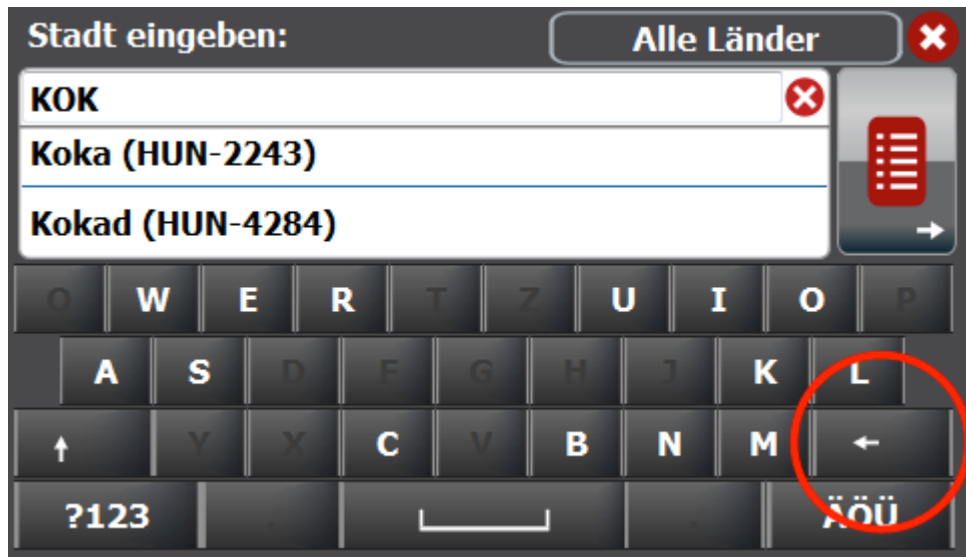 Stadt eingeben: Alle Länder
KOK
Koka (HUN-2243)
Kokad (HUN-4284)
Q W E R T Z U I O P
A S D F G H J K L
Y X C V B N M
?123 . . ÄÖÜ